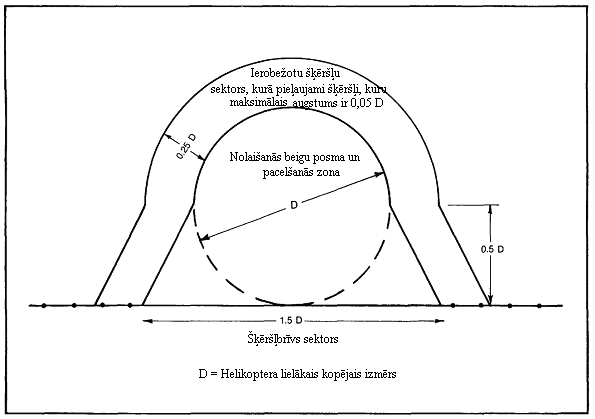 Ierobežotu šķēršļu
sektors, kurā pieļaujami šķēršļi, kuru
maksimālais augstums ir 0,05 D
0.25 D
Nolaišanās beigu posma un
pacelšanās zona
D
0.5 D
1.5 D
Šķēršļbrīvs sektors
D = Helikoptera lielākais kopējais izmērs